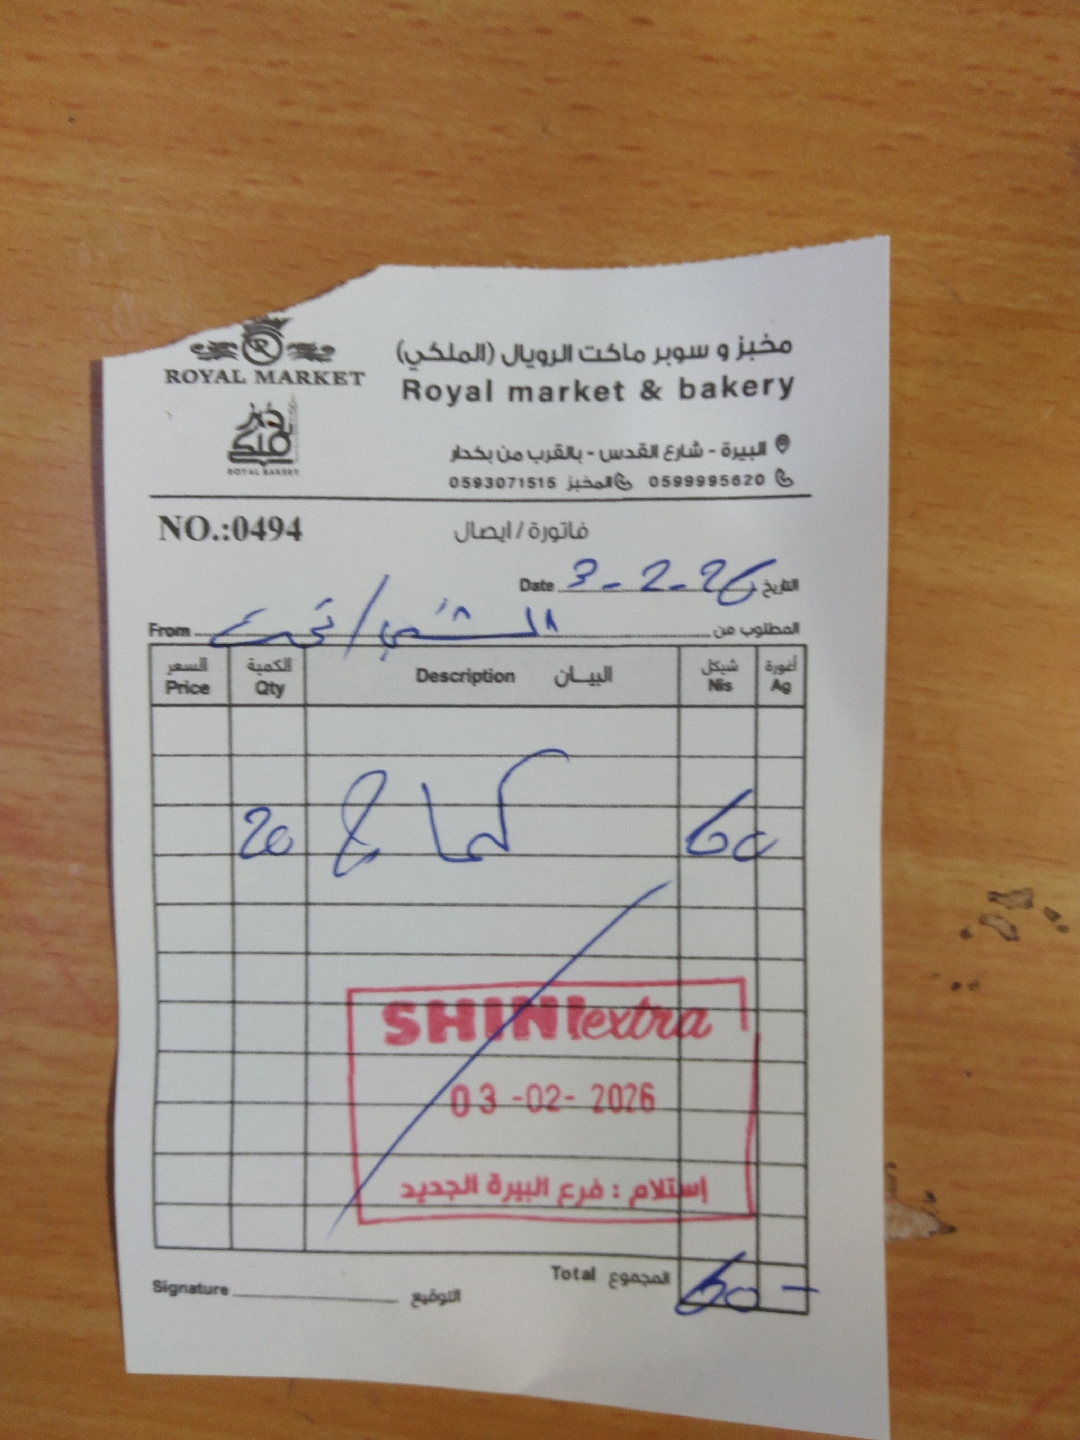 ROYAL MARKET
ROYAL BAKERY
مخبز و سوبر ماكت الرويال (الملكي)
Royal market & bakery
البيرة - شارع القدس - بالقرب من بكدار
0599995620 المخبز 0593071515
NO.:0494
فاتورة / ايصال
Date 3-2-26 التاريخ
From المطلوب من
السعر الكمية البيان شيكل أغورة
Price Qty Description Nis Ag
20 كماج 60
SHINI extra
03-02-2026
إستلام : فرع البيرة الجديد
Total المجموع 60 -
Signature التوقيع